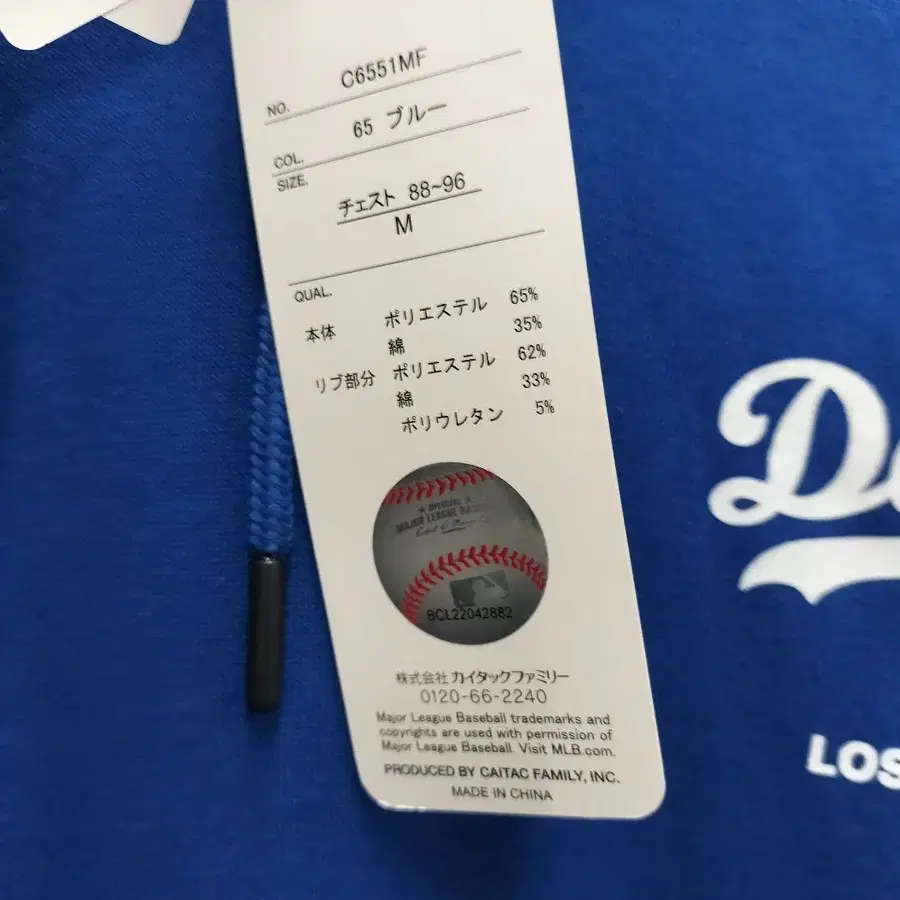 NO. C6551MF
COL. 65 ブルー
SIZE.
チェスト 88~96
M
QUAL.
本体 ポリエステル 65%
綿 35%
リブ部分 ポリエステル 62%
綿 33%
ポリウレタン 5%
★ OFFICIAL ★
MAJOR LEAGUE
BCL22042882
株式会社 カイタックファミリー
0120-66-2240
Major League Baseball trademarks and
copyrights are used with permission of
Major League Baseball. Visit MLB.com.
PRODUCED BY CAITAC FAMILY, INC.
MADE IN CHINA
LOS